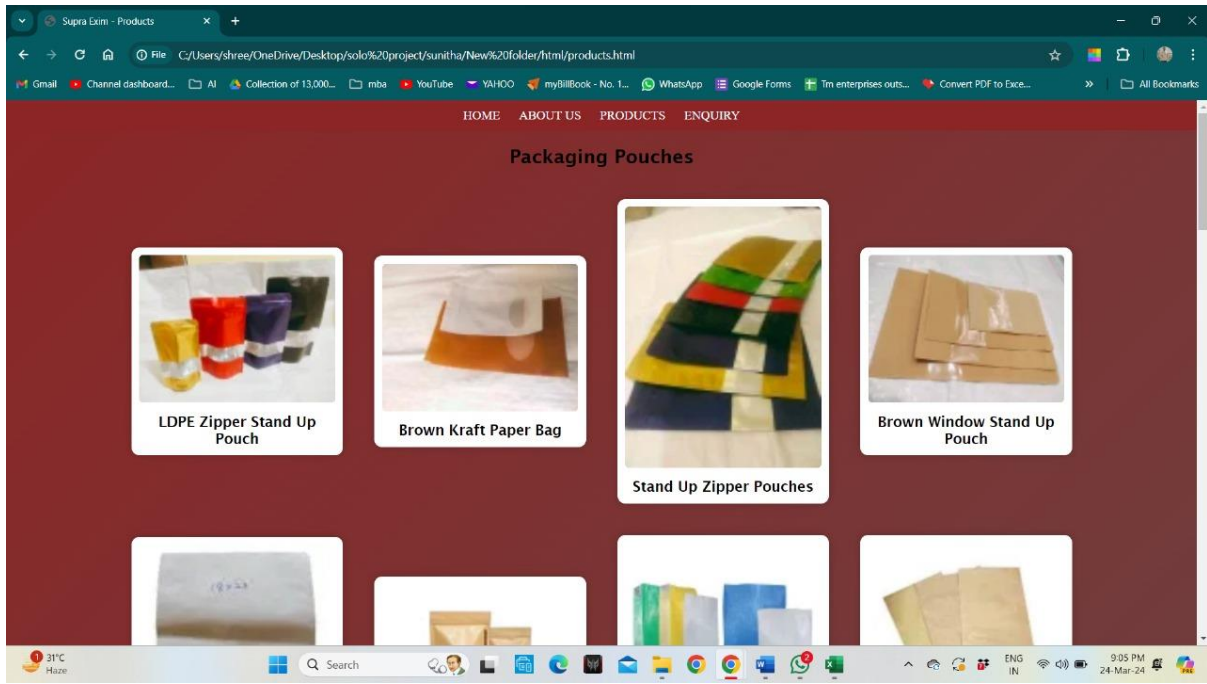 Supra Exim - Products
File C:/Users/shree/OneDrive/Desktop/solo%20project/sunitha/New%20folder/html/products.html
Gmail Channel dashboard... AI Collection of 13,000... mba YouTube YAHOO myBillBook - No. 1... WhatsApp Google Forms Tm enterprises outs... Convert PDF to Exce... » All Bookmarks
HOME ABOUT US PRODUCTS ENQUIRY
Packaging Pouches
LDPE Zipper Stand Up
Pouch
Brown Kraft Paper Bag
Stand Up Zipper Pouches
Brown Window Stand Up
Pouch
1
31°C
Haze
Search
2
ENG
IN
9:05 PM
24-Mar-24